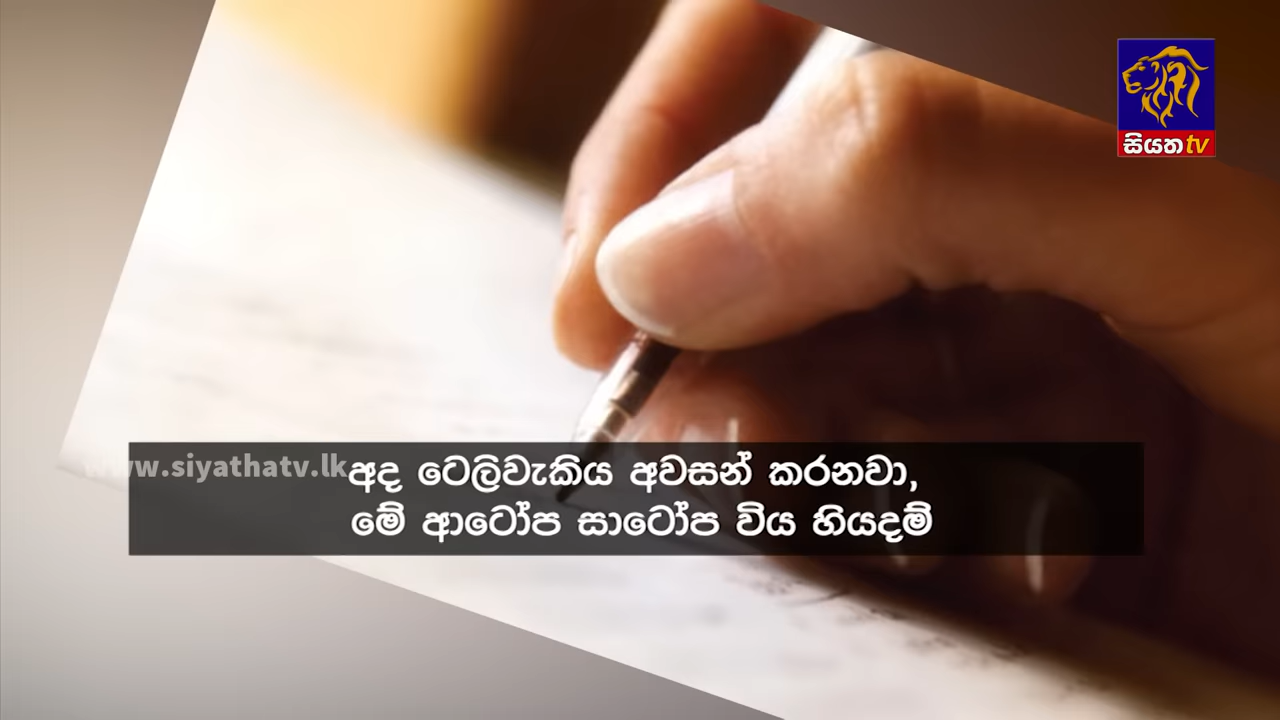 සියත tv
www.siyathatv.lk
අද ටෙලිවැකිය අවසන් කරනවා,
මේ ආටෝප සාටෝප විය හියදම්